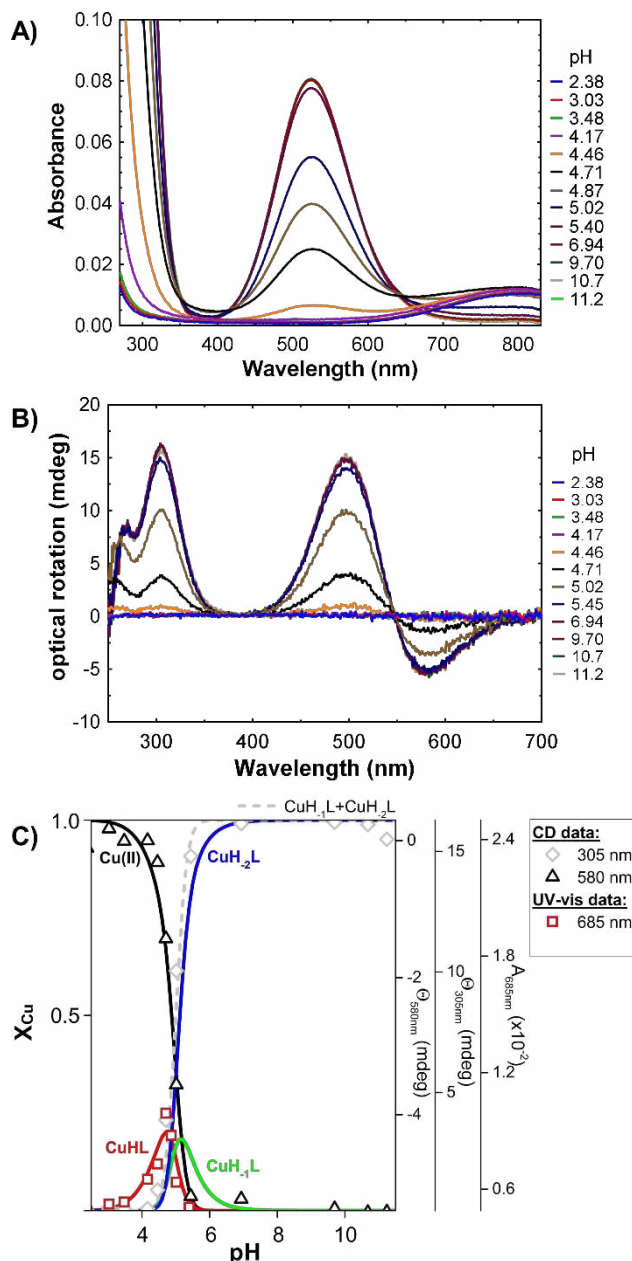 A)
0.10
0.08
0.06
0.04
0.02
0.00
Absorbance
300 400 500 600 700 800
Wavelength (nm)
pH
2.38
3.03
3.48
4.17
4.46
4.71
4.87
5.02
5.40
6.94
9.70
10.7
11.2
B)
20
15
10
5
0
-5
-10
optical rotation (mdeg)
300 400 500 600 700
Wavelength (nm)
pH
2.38
3.03
3.48
4.17
4.46
4.71
5.02
5.45
6.94
9.70
10.7
11.2
C)
CuH-1L+CuH-2L
1.0
0.5
XCu
Cu(II)
CuH-2L
CuHL
CuH-1L
4 6 8 10
pH
0
-2
-4
Θ580nm (mdeg)
15
10
5
Θ305nm (mdeg)
2.4
1.8
1.2
0.6
A685nm (x10-2)
CD data:
305 nm
580 nm
UV-vis data:
685 nm